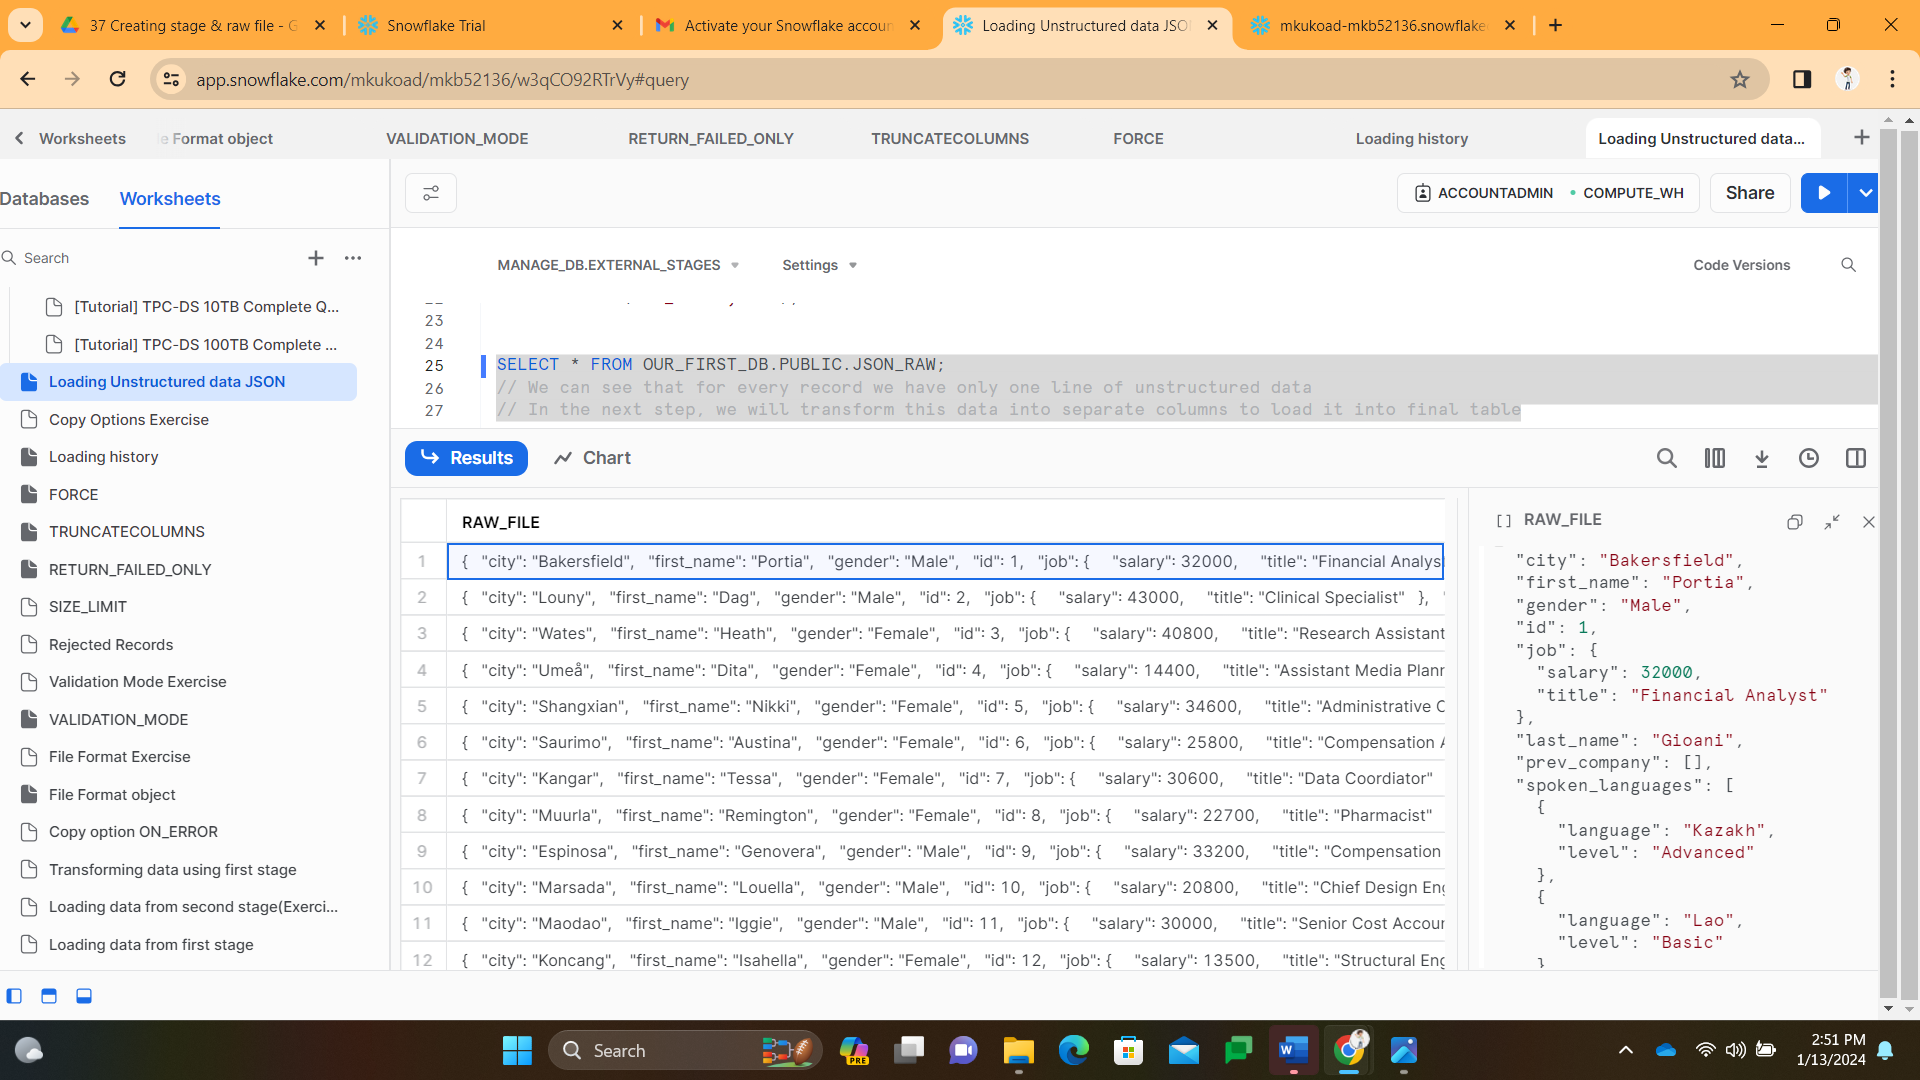 37 Creating stage & raw file - G
Snowflake Trial
Activate your Snowflake accoun
Loading Unstructured data JSO
mkukoad-mkb52136.snowflake
app.snowflake.com/mkukoad/mkb52136/w3qCO92RTrVy#query
Worksheets
e Format object
VALIDATION_MODE
RETURN_FAILED_ONLY
TRUNCATECOLUMNS
FORCE
Loading history
Loading Unstructured data...
Databases
Worksheets
ACCOUNTADMIN
COMPUTE_WH
Share
Search
MANAGE_DB.EXTERNAL_STAGES
Settings
Code Versions
[Tutorial] TPC-DS 10TB Complete Q...
[Tutorial] TPC-DS 100TB Complete ...
Loading Unstructured data JSON
Copy Options Exercise
Loading history
FORCE
TRUNCATECOLUMNS
RETURN_FAILED_ONLY
SIZE_LIMIT
Rejected Records
Validation Mode Exercise
VALIDATION_MODE
File Format Exercise
File Format object
Copy option ON_ERROR
Transforming data using first stage
Loading data from second stage(Exerci...
Loading data from first stage
23
24
25 SELECT * FROM OUR_FIRST_DB.PUBLIC.JSON_RAW;
26 // We can see that for every record we have only one line of unstructured data
27 // In the next step, we will transform this data into separate columns to load it into final table
Results
Chart
RAW_FILE
1 { "city": "Bakersfield", "first_name": "Portia", "gender": "Male", "id": 1, "job": { "salary": 32000, "title": "Financial Analys
2 { "city": "Louny", "first_name": "Dag", "gender": "Male", "id": 2, "job": { "salary": 43000, "title": "Clinical Specialist" }, "
3 { "city": "Wates", "first_name": "Heath", "gender": "Female", "id": 3, "job": { "salary": 40800, "title": "Research Assistant
4 { "city": "Umeå", "first_name": "Dita", "gender": "Female", "id": 4, "job": { "salary": 14400, "title": "Assistant Media Plann
5 { "city": "Shangxian", "first_name": "Nikki", "gender": "Female", "id": 5, "job": { "salary": 34600, "title": "Administrative O
6 { "city": "Saurimo", "first_name": "Austina", "gender": "Female", "id": 6, "job": { "salary": 25800, "title": "Compensation A
7 { "city": "Kangar", "first_name": "Tessa", "gender": "Female", "id": 7, "job": { "salary": 30600, "title": "Data Coordiator"
8 { "city": "Muurla", "first_name": "Remington", "gender": "Female", "id": 8, "job": { "salary": 22700, "title": "Pharmacist"
9 { "city": "Espinosa", "first_name": "Genovera", "gender": "Male", "id": 9, "job": { "salary": 33200, "title": "Compensation
10 { "city": "Marsada", "first_name": "Louella", "gender": "Male", "id": 10, "job": { "salary": 20800, "title": "Chief Design Eng
11 { "city": "Maodao", "first_name": "Iggie", "gender": "Male", "id": 11, "job": { "salary": 30000, "title": "Senior Cost Accour
12 { "city": "Koncang", "first_name": "Isahella", "gender": "Female", "id": 12, "job": { "salary": 13500, "title": "Structural Eng
[] RAW_FILE
"city": "Bakersfield",
"first_name": "Portia",
"gender": "Male",
"id": 1,
"job": {
"salary": 32000,
"title": "Financial Analyst"
},
"last_name": "Gioani",
"prev_company": [],
"spoken_languages": [
{
"language": "Kazakh",
"level": "Advanced"
},
{
"language": "Lao",
"level": "Basic"
}
Search
PRE
2:51 PM
1/13/2024